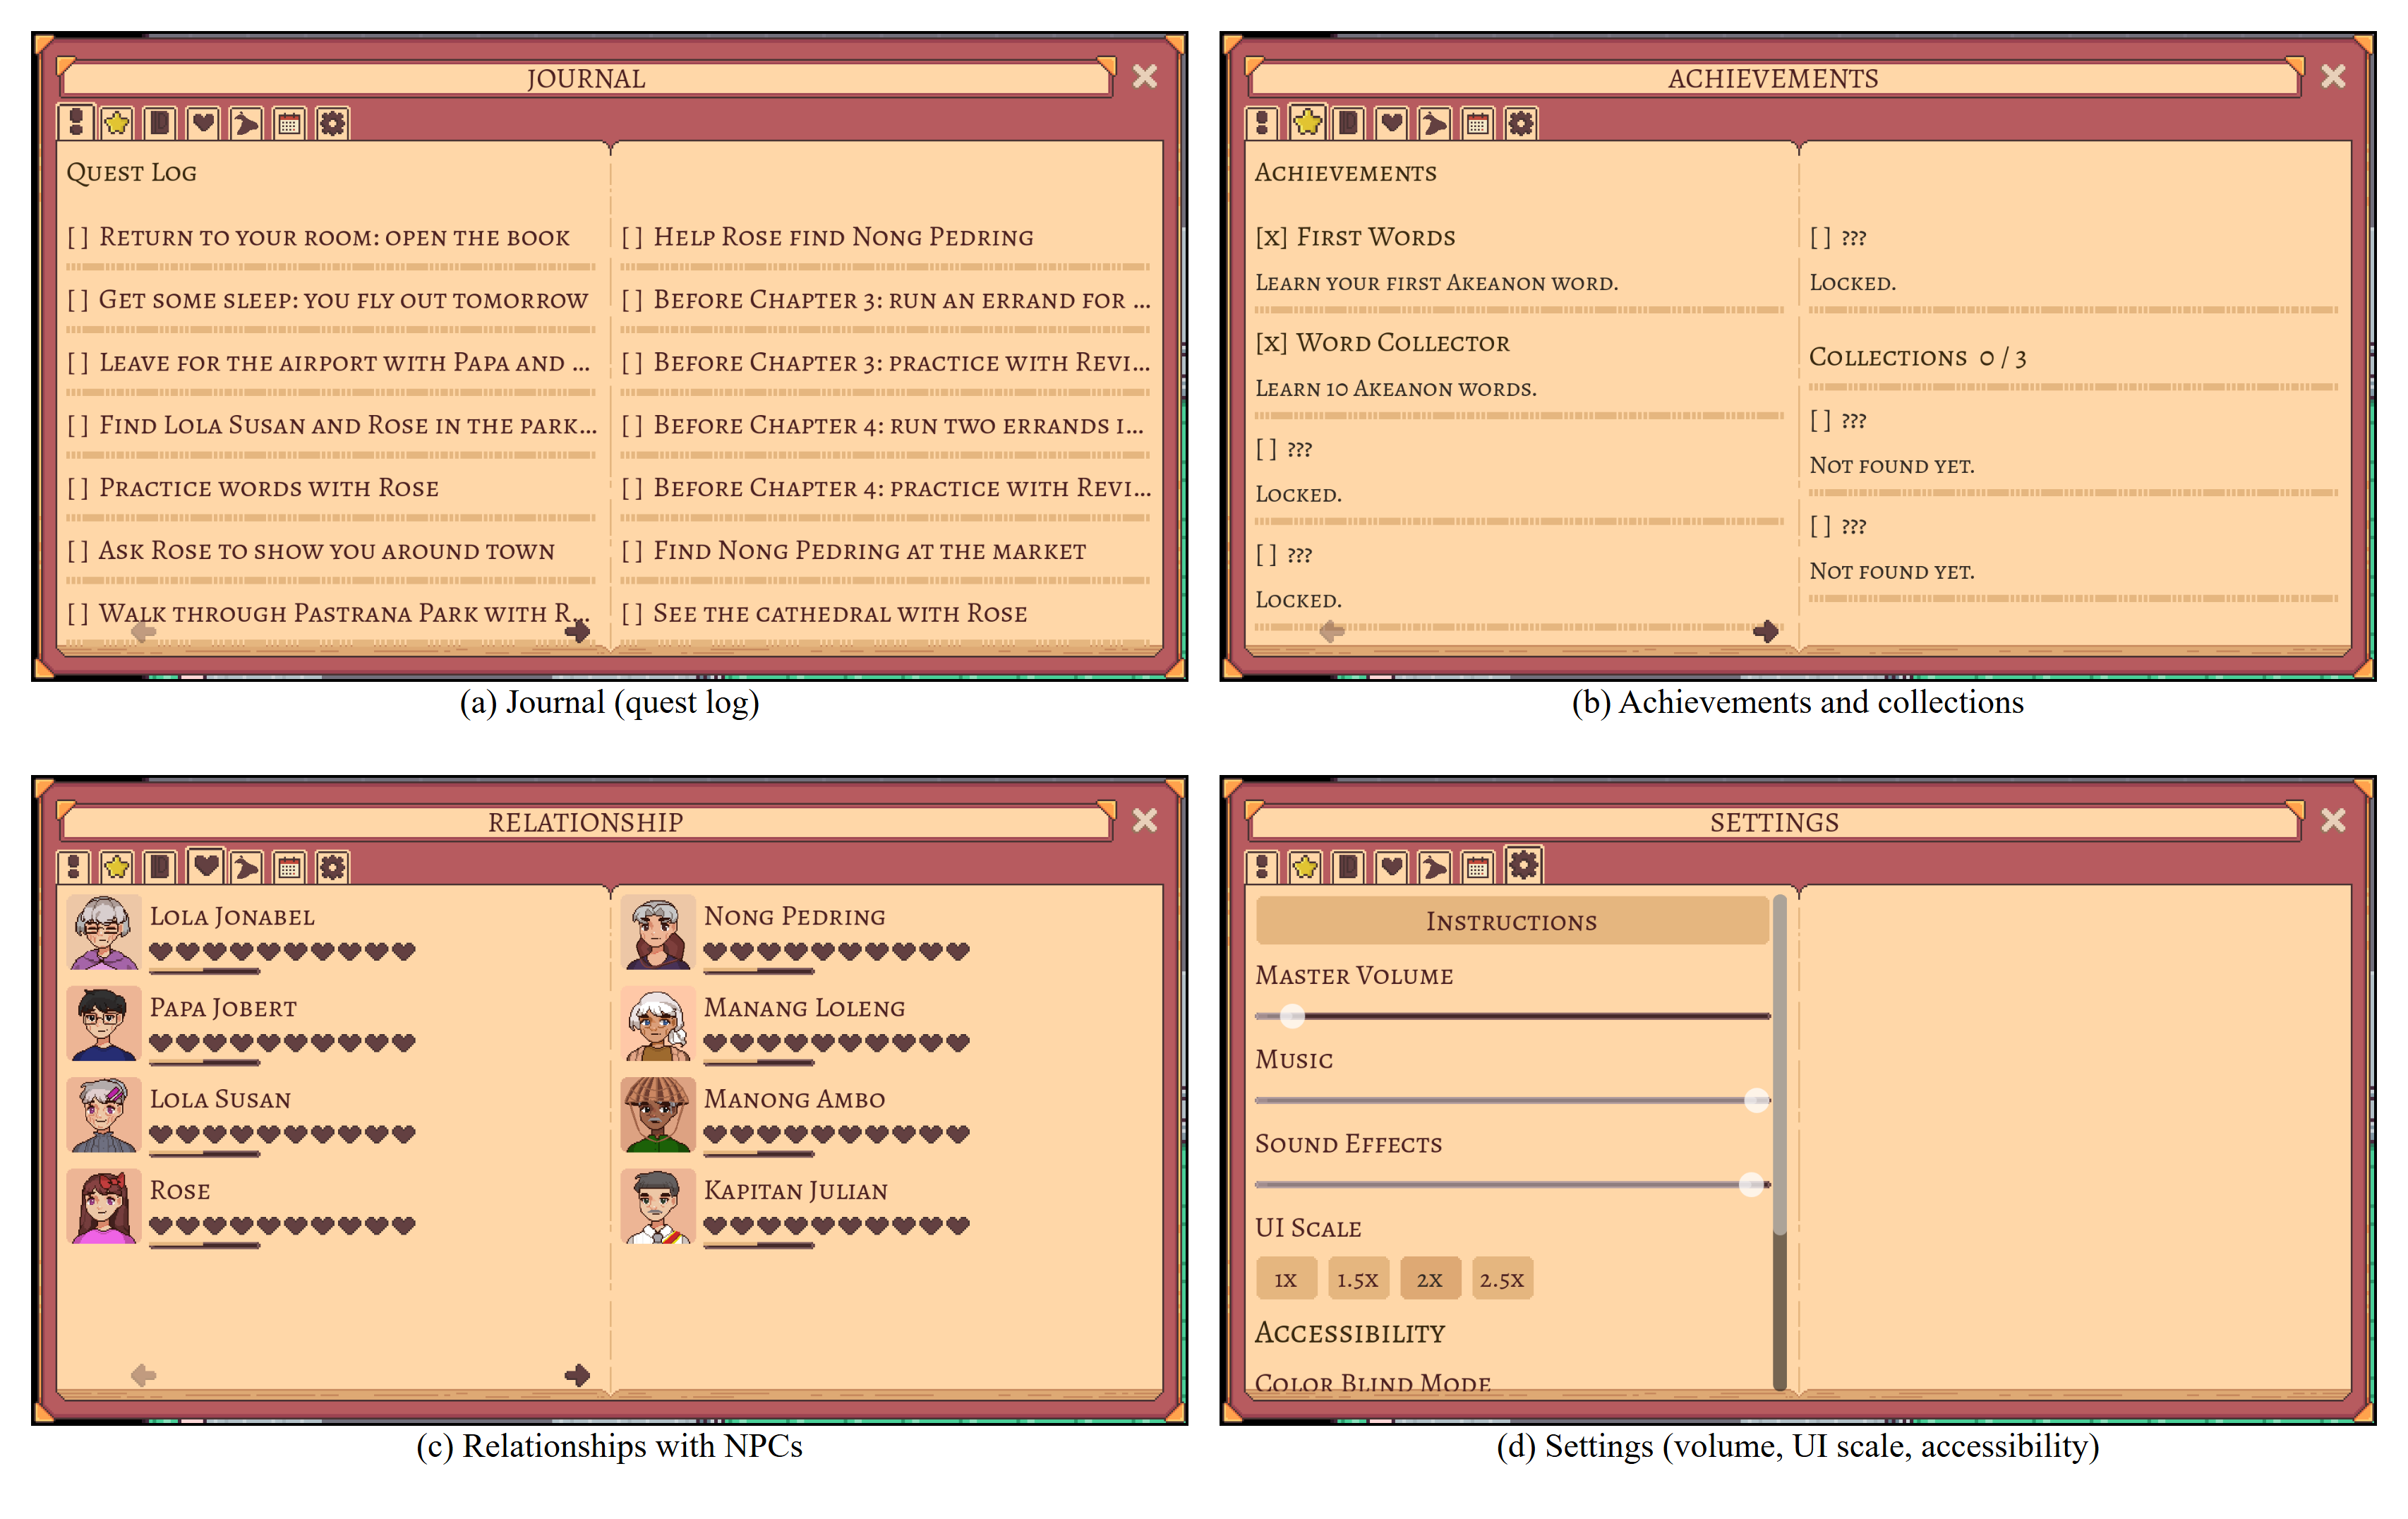 JOURNAL
QUEST LOG
[ ] RETURN TO YOUR ROOM: OPEN THE BOOK
[ ] GET SOME SLEEP: YOU FLY OUT TOMORROW
[ ] LEAVE FOR THE AIRPORT WITH PAPA AND ...
[ ] FIND LOLA SUSAN AND ROSE IN THE PARK...
[ ] PRACTICE WORDS WITH ROSE
[ ] ASK ROSE TO SHOW YOU AROUND TOWN
[ ] WALK THROUGH PASTRANA PARK WITH R...
[ ] HELP ROSE FIND NONG PEDRING
[ ] BEFORE CHAPTER 3: RUN AN ERRAND FOR ...
[ ] BEFORE CHAPTER 3: PRACTICE WITH REVI...
[ ] BEFORE CHAPTER 4: RUN TWO ERRANDS I...
[ ] BEFORE CHAPTER 4: PRACTICE WITH REVI...
[ ] FIND NONG PEDRING AT THE MARKET
[ ] SEE THE CATHEDRAL WITH ROSE
(a) Journal (quest log)
ACHIEVEMENTS
ACHIEVEMENTS
[X] FIRST WORDS
LEARN YOUR FIRST AKEANON WORD.
[X] WORD COLLECTOR
LEARN 10 AKEANON WORDS.
[ ] ???
LOCKED.
[ ] ???
LOCKED.
[ ] ???
LOCKED.
COLLECTIONS 0 / 3
[ ] ???
NOT FOUND YET.
[ ] ???
NOT FOUND YET.
(b) Achievements and collections
RELATIONSHIP
LOLA JONABEL
PAPA JOBERT
LOLA SUSAN
ROSE
NONG PEDRING
MANANG LOLENG
MANONG AMBO
KAPITAN JULIAN
(c) Relationships with NPCs
SETTINGS
INSTRUCTIONS
MASTER VOLUME
MUSIC
SOUND EFFECTS
UI SCALE
1X 1.5X 2X 2.5X
ACCESSIBILITY
COLOR BLIND MODE
(d) Settings (volume, UI scale, accessibility)